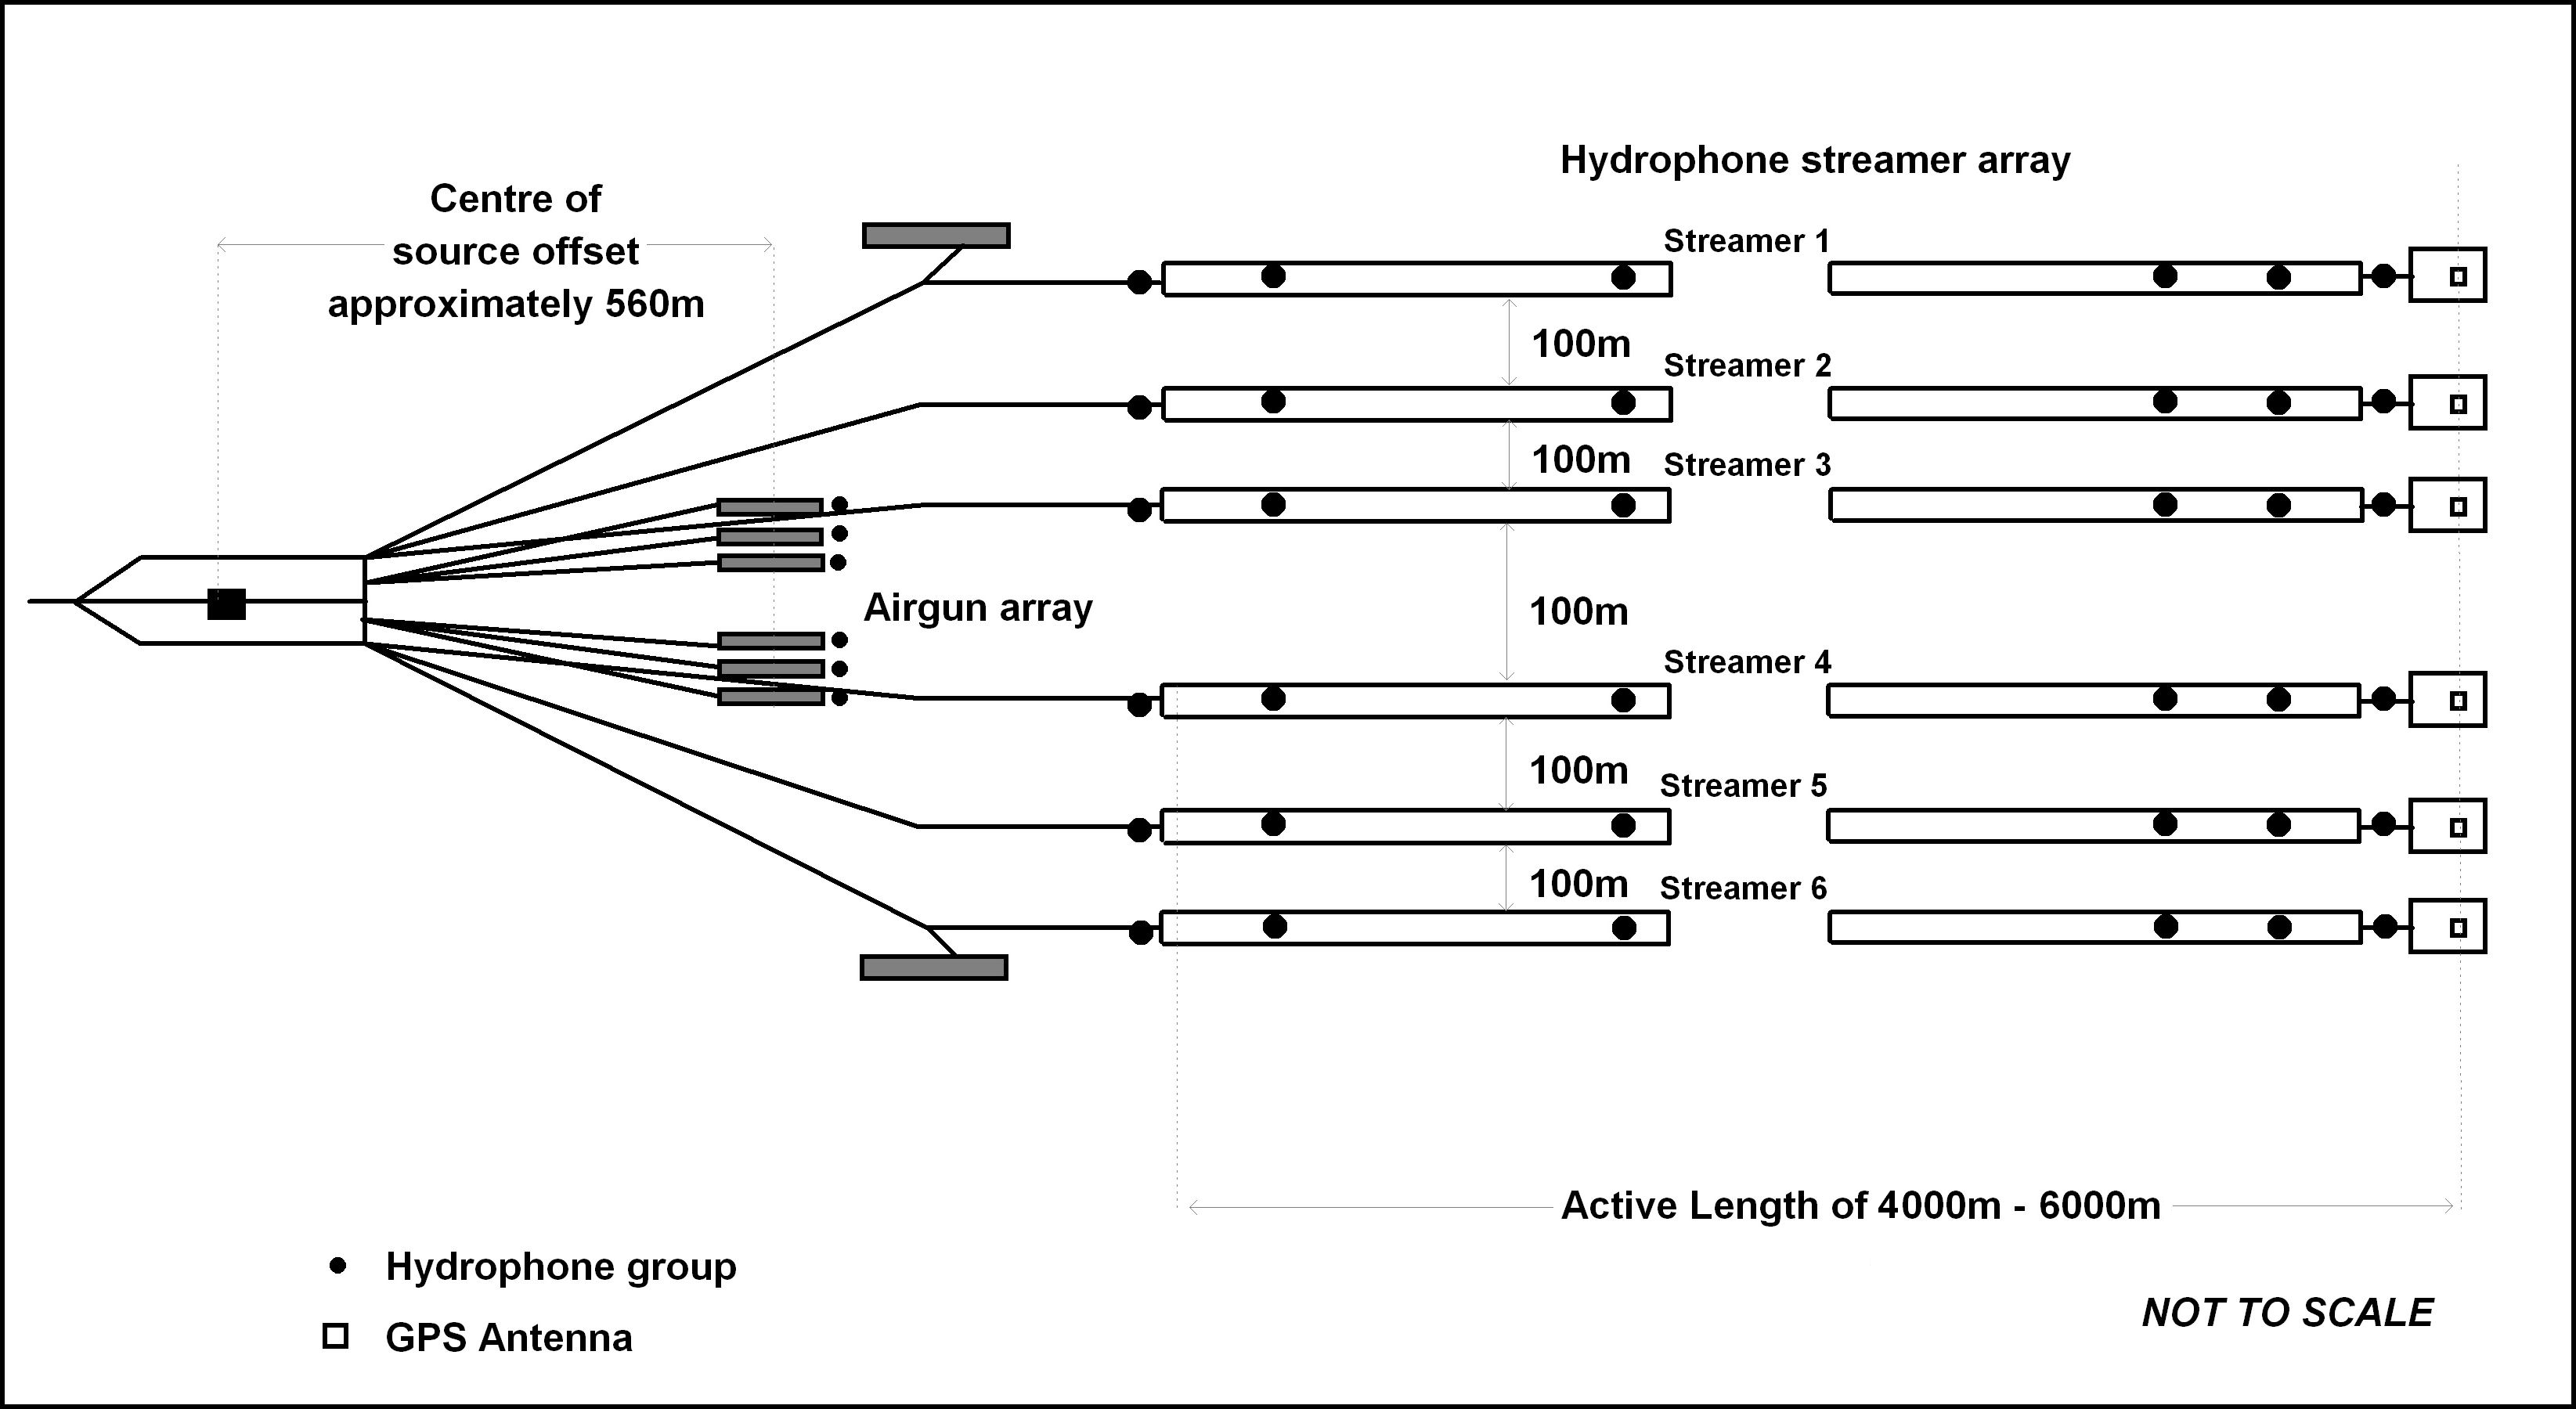 Hydrophone streamer array
Centre of
source offset
approximately 560m
Streamer 1
100m
Streamer 2
100m
Streamer 3
Airgun array
100m
Streamer 4
100m
Streamer 5
100m
Streamer 6
Active Length of 4000m - 6000m
Hydrophone group
GPS Antenna
NOT TO SCALE